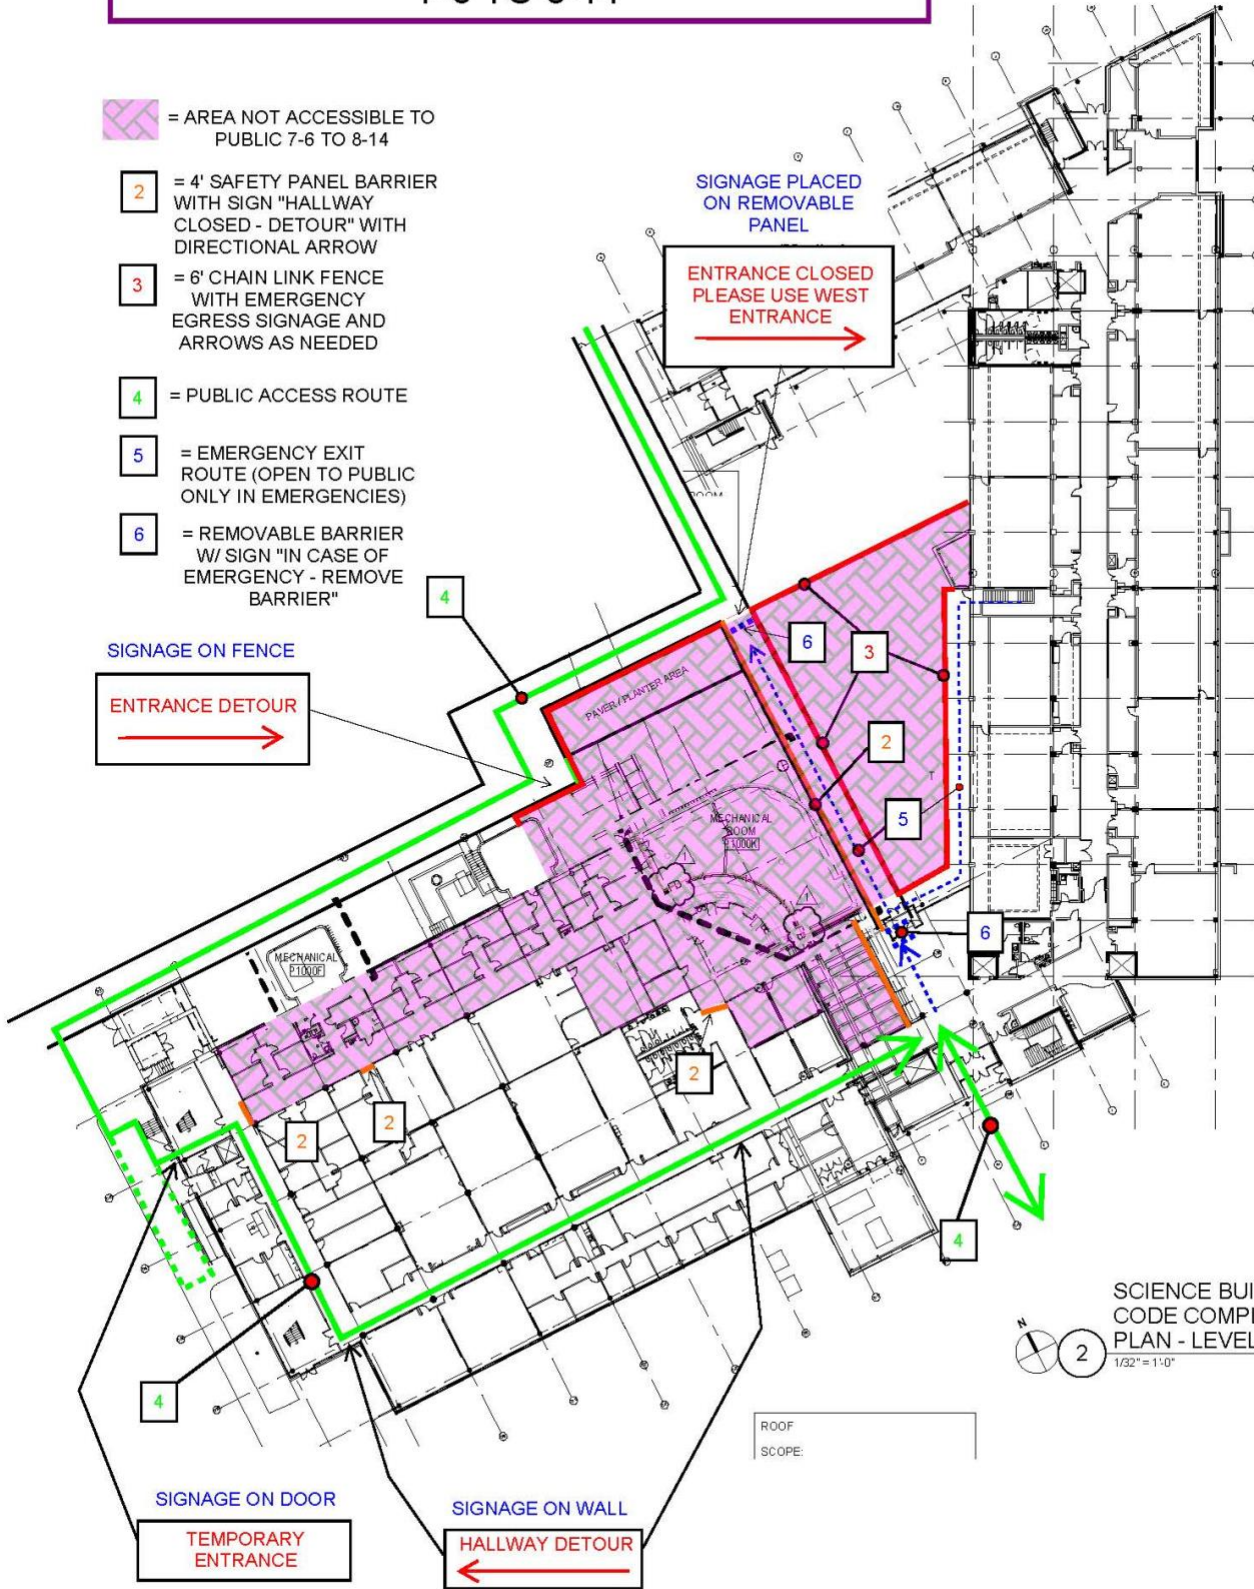 = AREA NOT ACCESSIBLE TO
PUBLIC 7-6 TO 8-14
2
= 4' SAFETY PANEL BARRIER
WITH SIGN "HALLWAY
CLOSED - DETOUR" WITH
DIRECTIONAL ARROW
3
= 6' CHAIN LINK FENCE
WITH EMERGENCY
EGRESS SIGNAGE AND
ARROWS AS NEEDED
4
= PUBLIC ACCESS ROUTE
5
= EMERGENCY EXIT
ROUTE (OPEN TO PUBLIC
ONLY IN EMERGENCIES)
6
= REMOVABLE BARRIER
W/ SIGN "IN CASE OF
EMERGENCY - REMOVE
BARRIER"
SIGNAGE PLACED
ON REMOVABLE
PANEL
ENTRANCE CLOSED
PLEASE USE WEST
ENTRANCE
4
SIGNAGE ON FENCE
ENTRANCE DETOUR
PAVER / PLANTER AREA
6
3
2
5
MECHANICAL
ROOM
P1000K
6
MECHANICAL
P1000F
2
2
2
4
4
SCIENCE BUI
CODE COMP
PLAN - LEVEL
1/32" = 1'-0"
N
2
ROOF
SCOPE:
SIGNAGE ON DOOR
TEMPORARY
ENTRANCE
SIGNAGE ON WALL
HALLWAY DETOUR